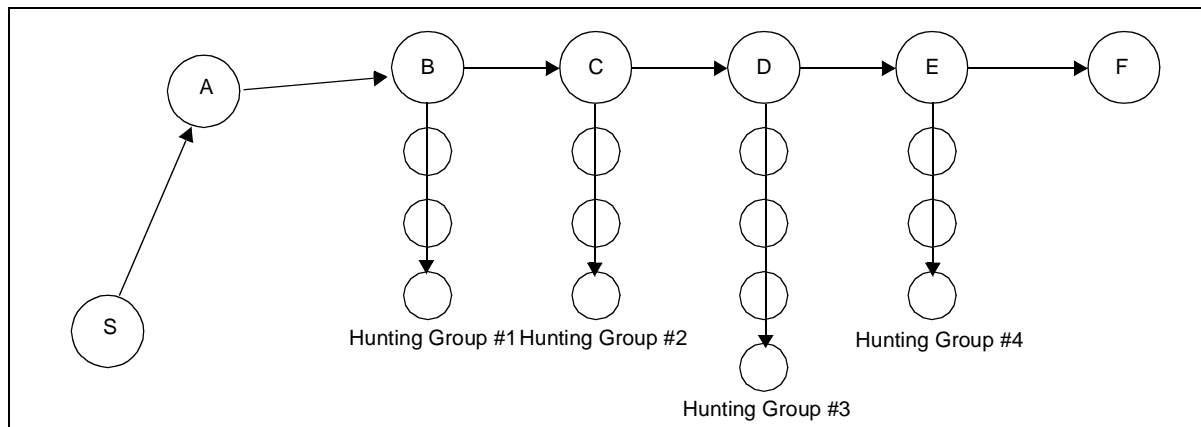 A
B
C
D
E
F
S
Hunting Group #1
Hunting Group #2
Hunting Group #4
Hunting Group #3